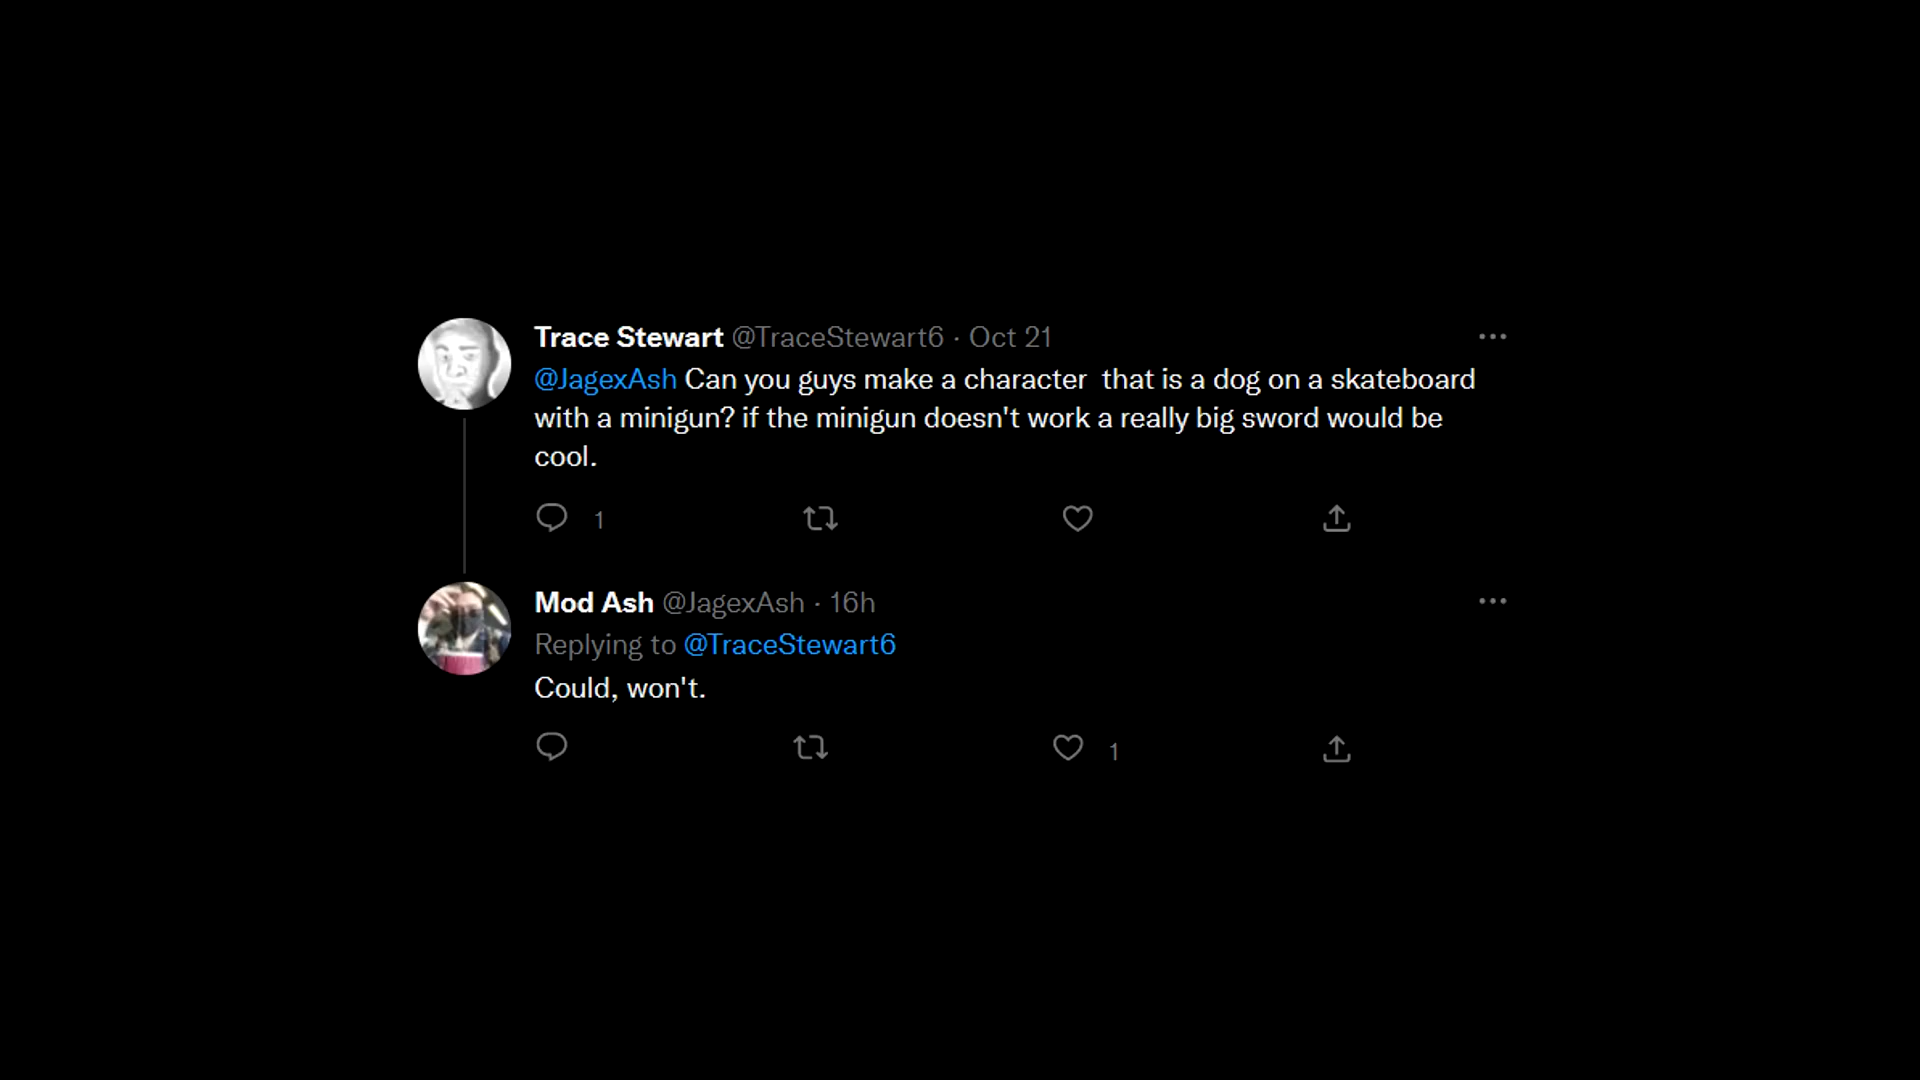 Trace Stewart @TraceStewart6 · Oct 21
@JagexAsh Can you guys make a character  that is a dog on a skateboard
with a minigun? if the minigun doesn't work a really big sword would be
cool.
1
Mod Ash @JagexAsh · 16h
Replying to @TraceStewart6
Could, won't.
1